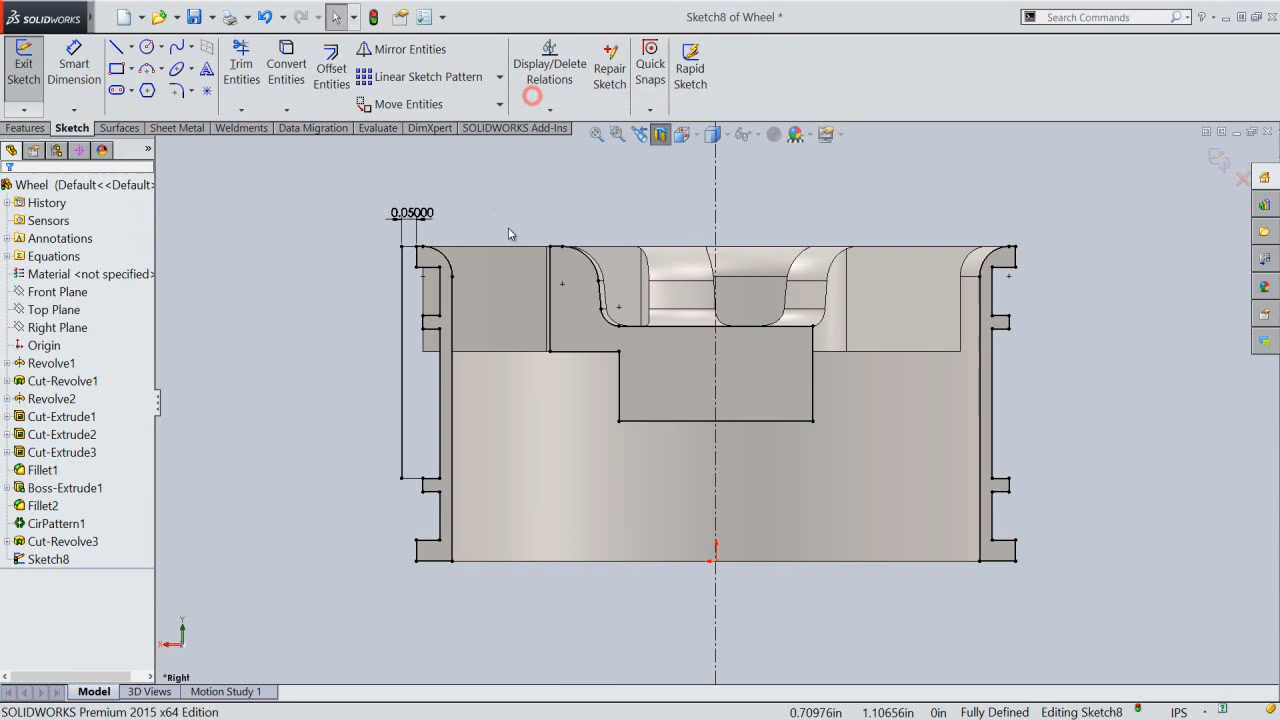 SOLIDWORKS
Sketch8 of Wheel *
Search Commands
Exit Sketch
Smart Dimension
Trim Entities
Convert Entities
Offset Entities
Mirror Entities
Linear Sketch Pattern
Move Entities
Display/Delete Relations
Repair Sketch
Quick Snaps
Rapid Sketch
Features Sketch Surfaces Sheet Metal Weldments Data Migration Evaluate DimXpert SOLIDWORKS Add-Ins
Wheel (Default<<Default>
History
Sensors
Annotations
Equations
Material <not specified>
Front Plane
Top Plane
Right Plane
Origin
Revolve1
Cut-Revolve1
Revolve2
Cut-Extrude1
Cut-Extrude2
Cut-Extrude3
Fillet1
Boss-Extrude1
Fillet2
CirPattern1
Cut-Revolve3
Sketch8
0.05000
Y
X
*Right
Model 3D Views Motion Study 1
SOLIDWORKS Premium 2015 x64 Edition 0.70976in 1.10656in 0in Fully Defined Editing Sketch8 IPS